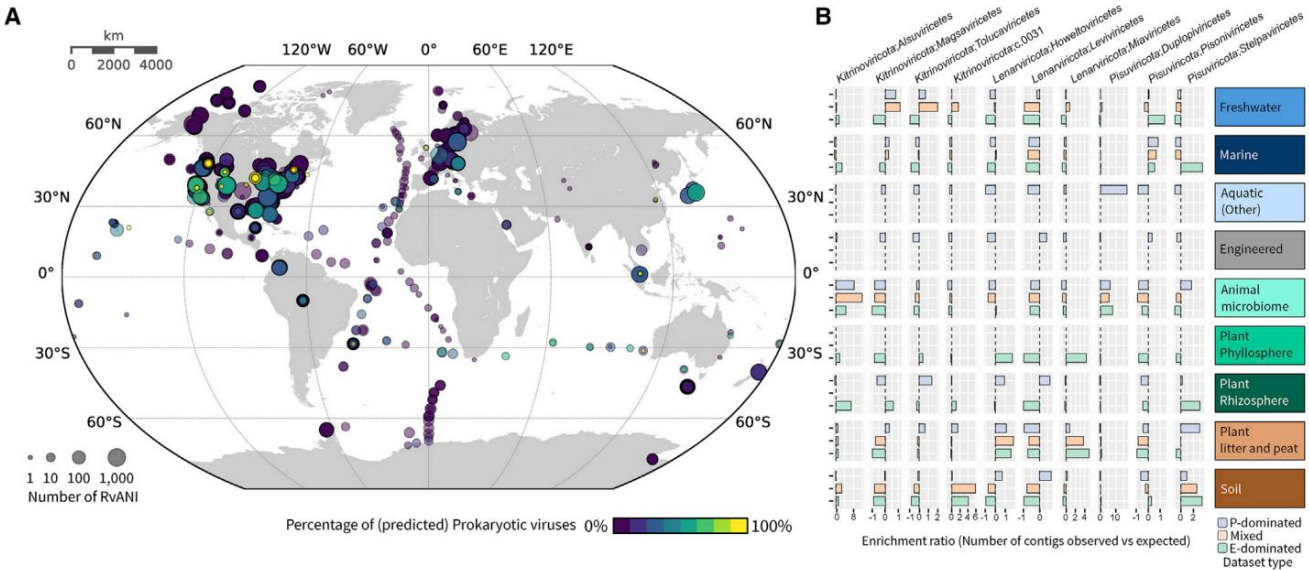 A
km
0 2000 4000
120°W 60°W 0° 60°E 120°E
60°N 60°N
30°N 30°N
0° 0°
30°S 30°S
60°S 60°S
1 10 100 1,000
Number of RvANI
Percentage of (predicted) Prokaryotic viruses 0% 100%
B
Kitrinoviricota;Alsuviricetes
Kitrinoviricota;Magsaviricetes
Kitrinoviricota;Tolucaviricetes
Kitrinoviricota;c.0031
Lenarviricota;Howeltoviricetes
Lenarviricota;Leviviricetes
Lenarviricota;Miaviricetes
Pisuviricota;Duplopiviricetes
Pisuviricota;Pisoniviricetes
Pisuviricota;Stelpaviricetes
Freshwater
Marine
Aquatic
(Other)
Engineered
Animal
microbiome
Plant
Phyllosphere
Plant
Rhizosphere
Plant
litter and peat
Soil
0 8 -1 0 1 -1 0 1 2 0 2 4 6 -1 0 1 -1 0 0 2 4 0 10 -1 0 1 0 2
Enrichment ratio (Number of contigs observed vs expected)
P-dominated
Mixed
E-dominated
Dataset type